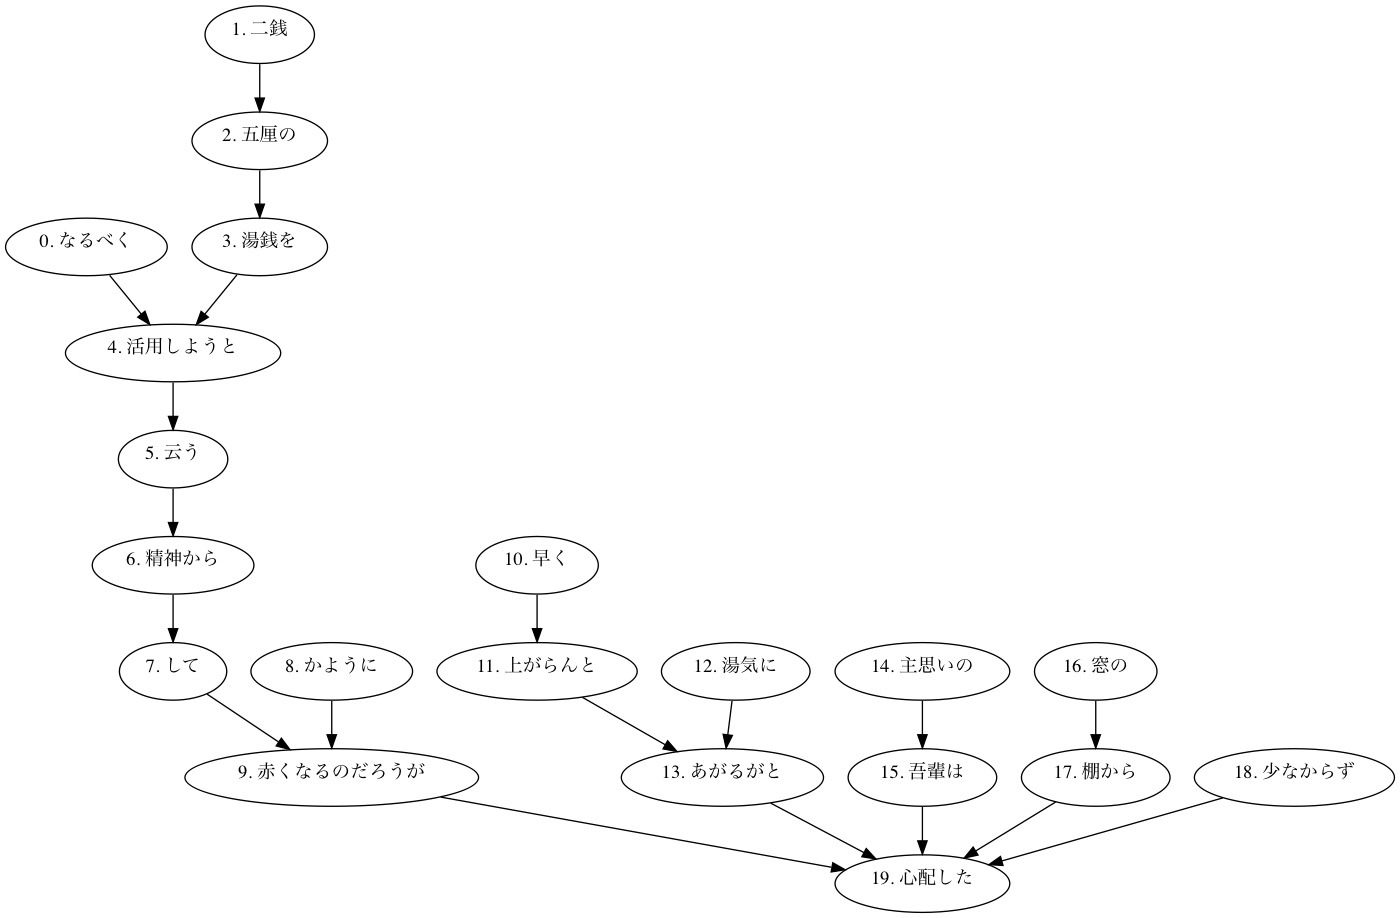 1. 二銭
2. 五厘の
0. なるべく
3. 湯銭を
4. 活用しようと
5. 云う
6. 精神から
10. 早く
7. して
8. かように
11. 上がらんと
12. 湯気に
14. 主思いの
16. 窓の
9. 赤くなるのだろうが
13. あがるがと
15. 吾輩は
17. 棚から
18. 少なからず
19. 心配した